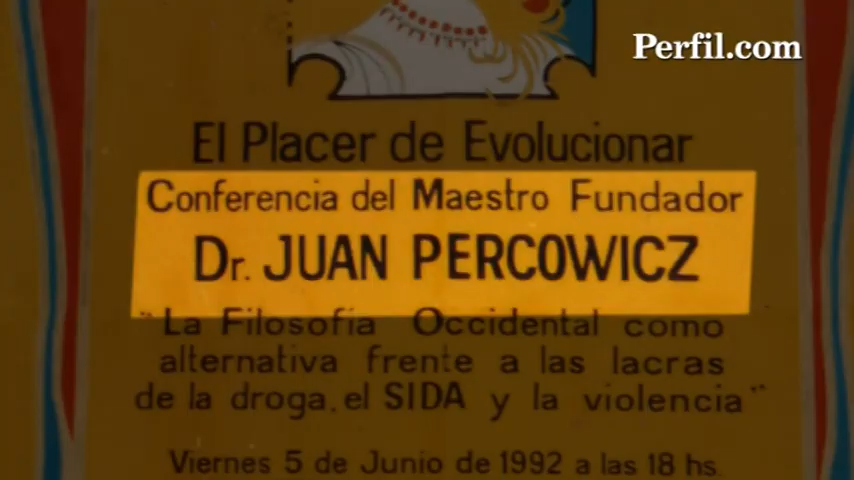 Perfil.com
El Placer de Evolucionar
Conferencia del Maestro Fundador
Dr. JUAN PERCOWICZ
"La Filosofía Occidental como
alternativa frente a las lacras
de la droga, el SIDA y la violencia"
Viernes 5 de Junio de 1992 a las 18 hs.